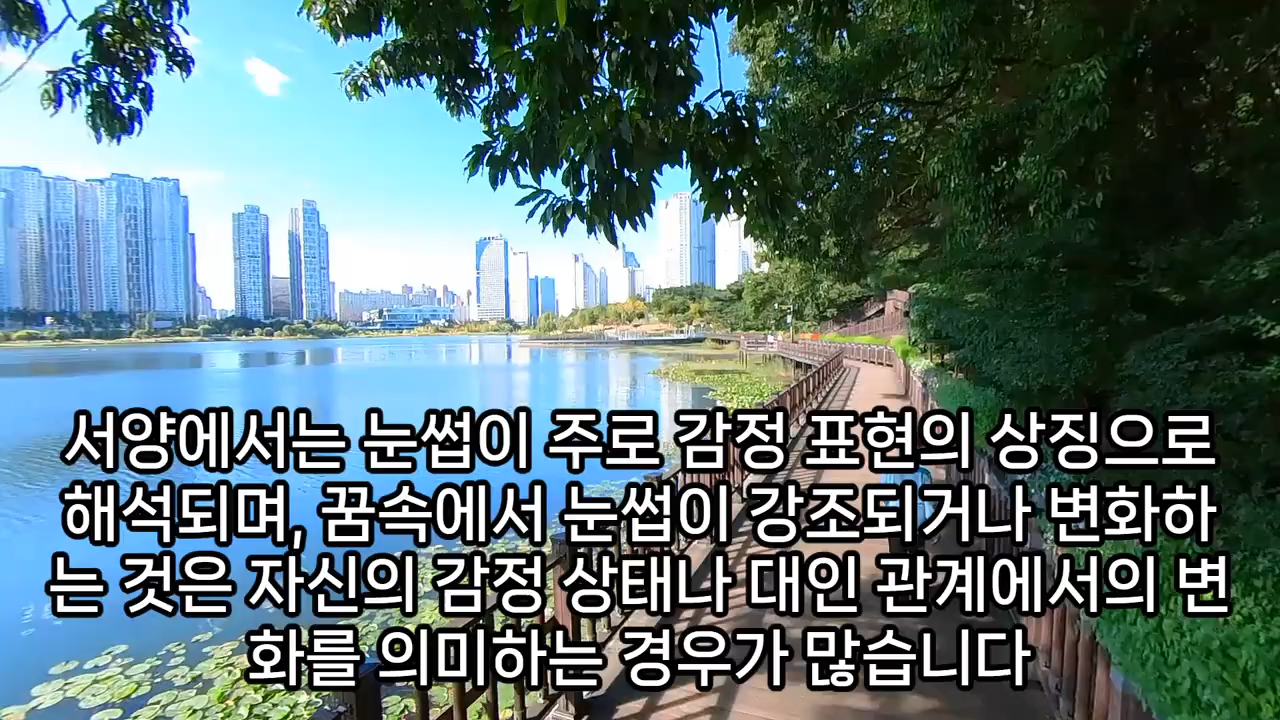 서양에서는 눈썹이 주로 감정 표현의 상징으로
해석되며, 꿈속에서 눈썹이 강조되거나 변화하
는 것은 자신의 감정 상태나 대인 관계에서의 변
화를 의미하는 경우가 많습니다